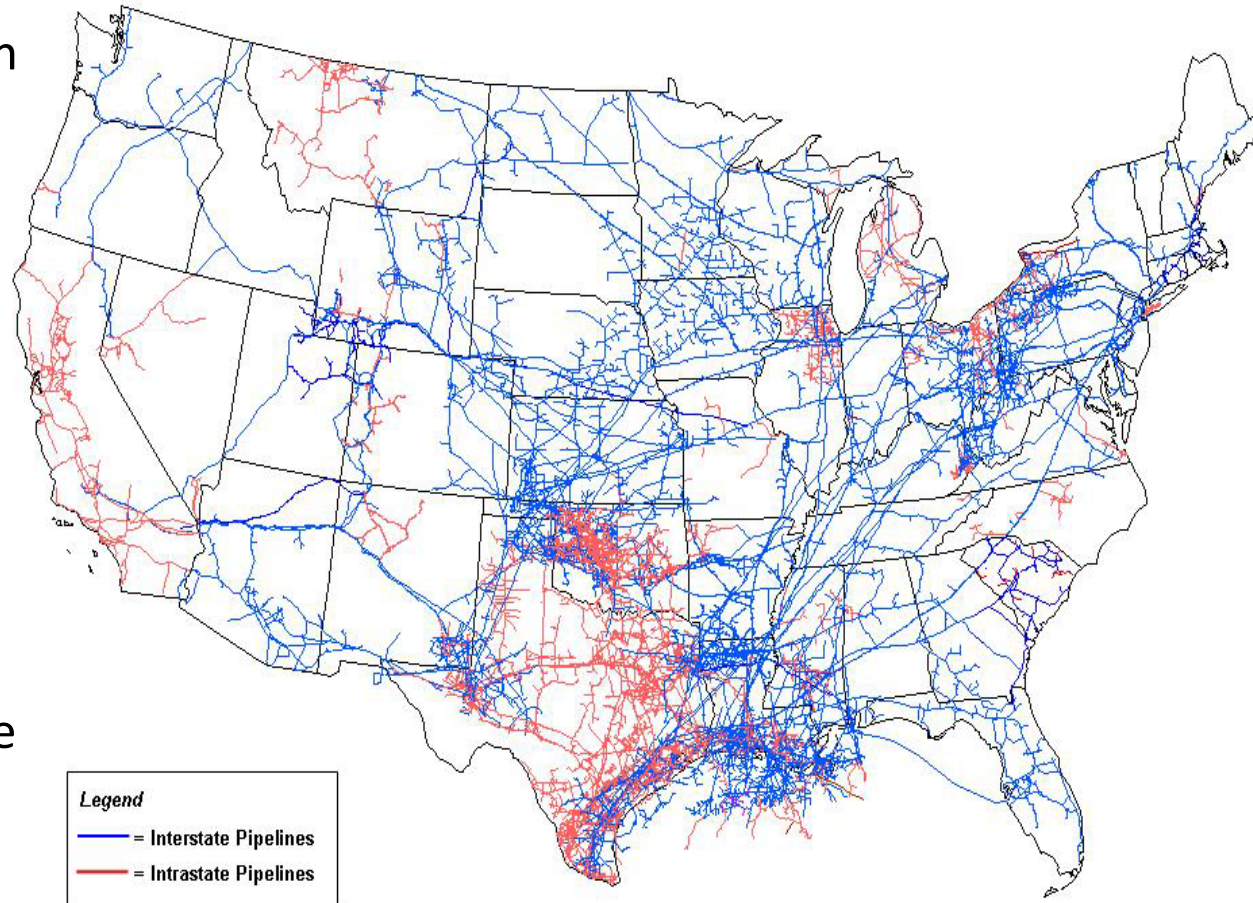 n
e
Legend
= Interstate Pipelines
= Intrastate Pipelines